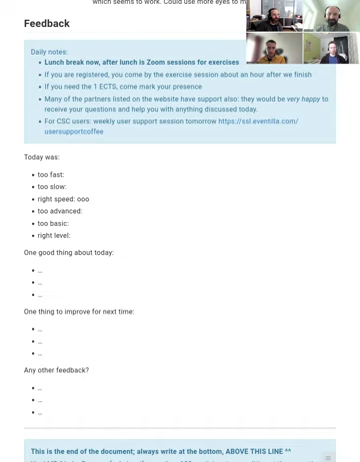 which seems to work. Could use more eyes to m
Feedback
Daily notes:
• Lunch break now, after lunch is Zoom sessions for exercises
• If you are registered, you come by the exercise session about an hour after we finish
• If you need the 1 ECTS, come mark your presence
• Many of the partners listed on the website have support also: they would be very happy to
receive your questions and help you with anything discussed today.
• For CSC users: weekly user support session tomorrow https://ssl.eventilla.com/
usersupportcoffee
Today was:
• too fast:
• too slow:
• right speed: ooo
• too advanced:
• too basic:
• right level:
One good thing about today:
• ...
• ...
• ...
One thing to improve for next time:
• ...
• ...
• ...
Any other feedback?
• ...
• ...
• ...
This is the end of the document; always write at the bottom, ABOVE THIS LINE ^^